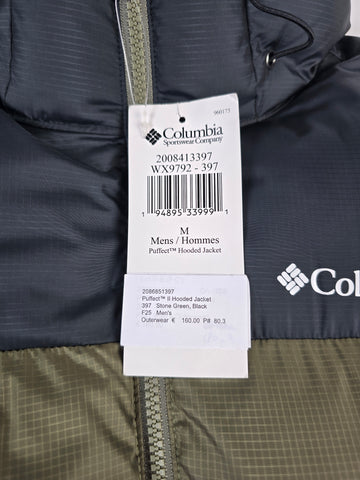 960175
Columbia
Sportswear Company
2008413397
WX9792 - 397
1 94895 33999 1
M
Mens / Hommes
Puffect™ Hooded Jacket
2086851397
Puffect™ II Hooded Jacket
397 Stone Green, Black
F25 Men's
Outerwear € 160.00 P# 80.3
Col